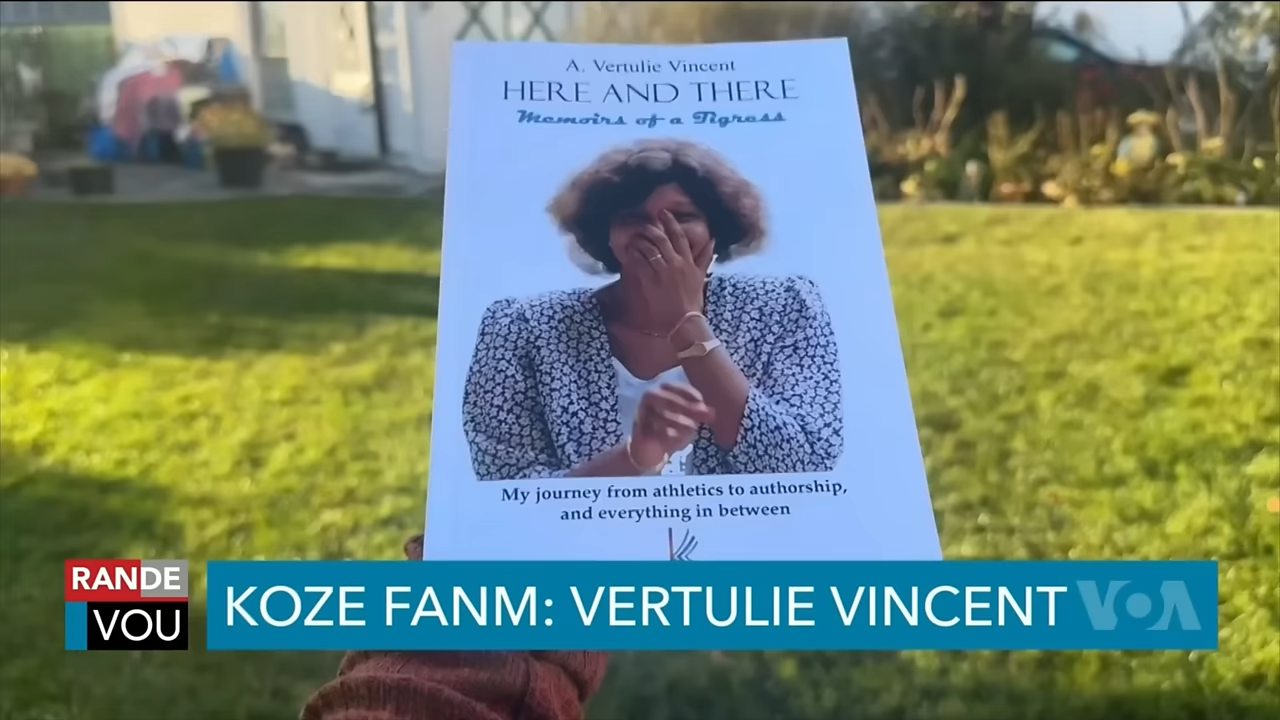 A. Vertulie Vincent
HERE AND THERE
Memoirs of a Tigress
My journey from athletics to authorship,
and everything in between
RANDE
VOU
KOZE FANM: VERTULIE VINCENT
VOA